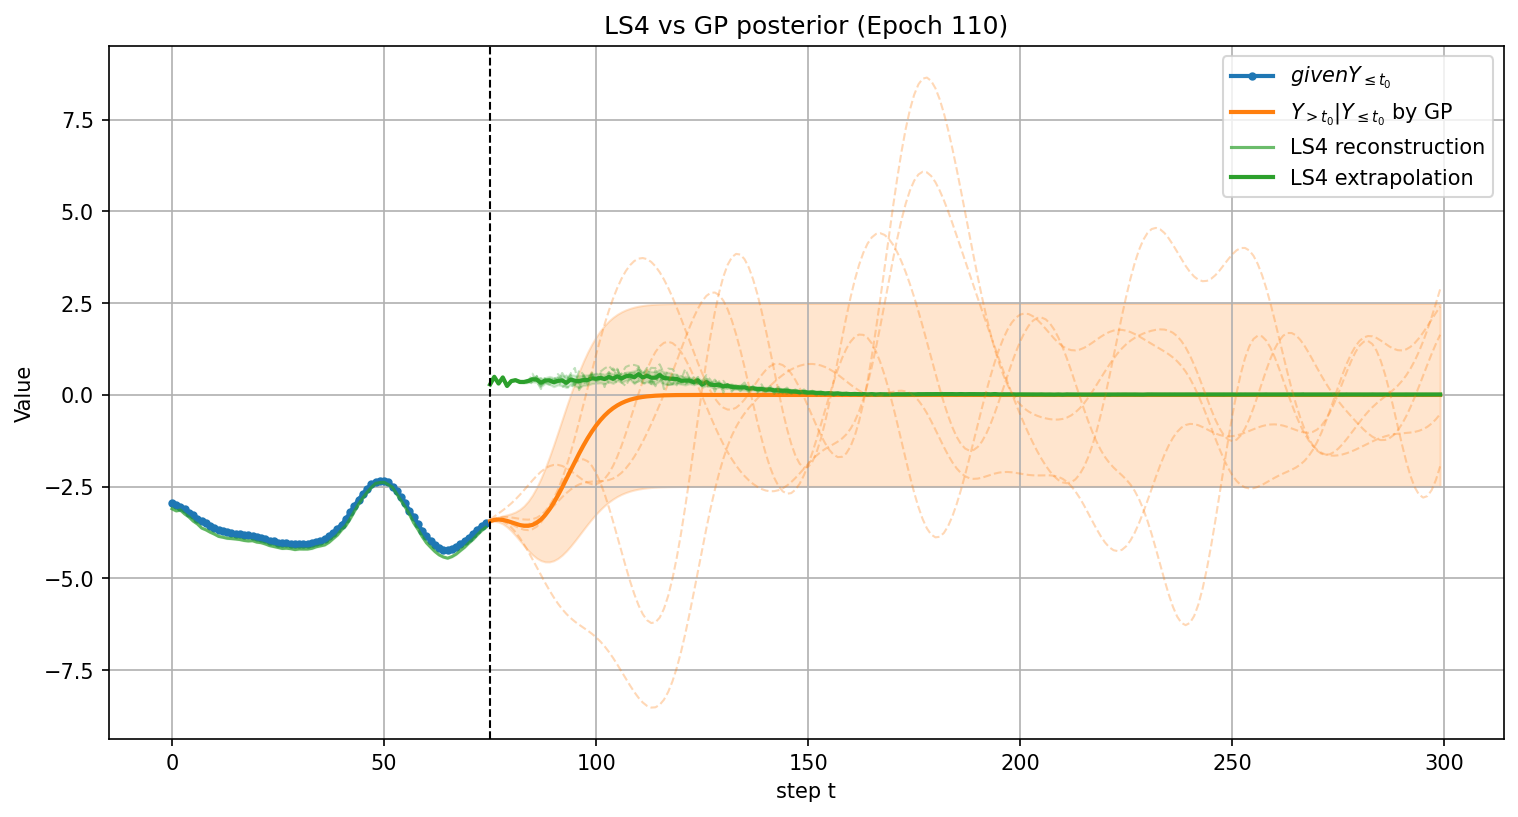 LS4 vs GP posterior (Epoch 110)
givenY≤t₀
Y>t₀|Y≤t₀ by GP
LS4 reconstruction
LS4 extrapolation
Value
7.5
5.0
2.5
0.0
−2.5
−5.0
−7.5
0 50 100 150 200 250 300
step t